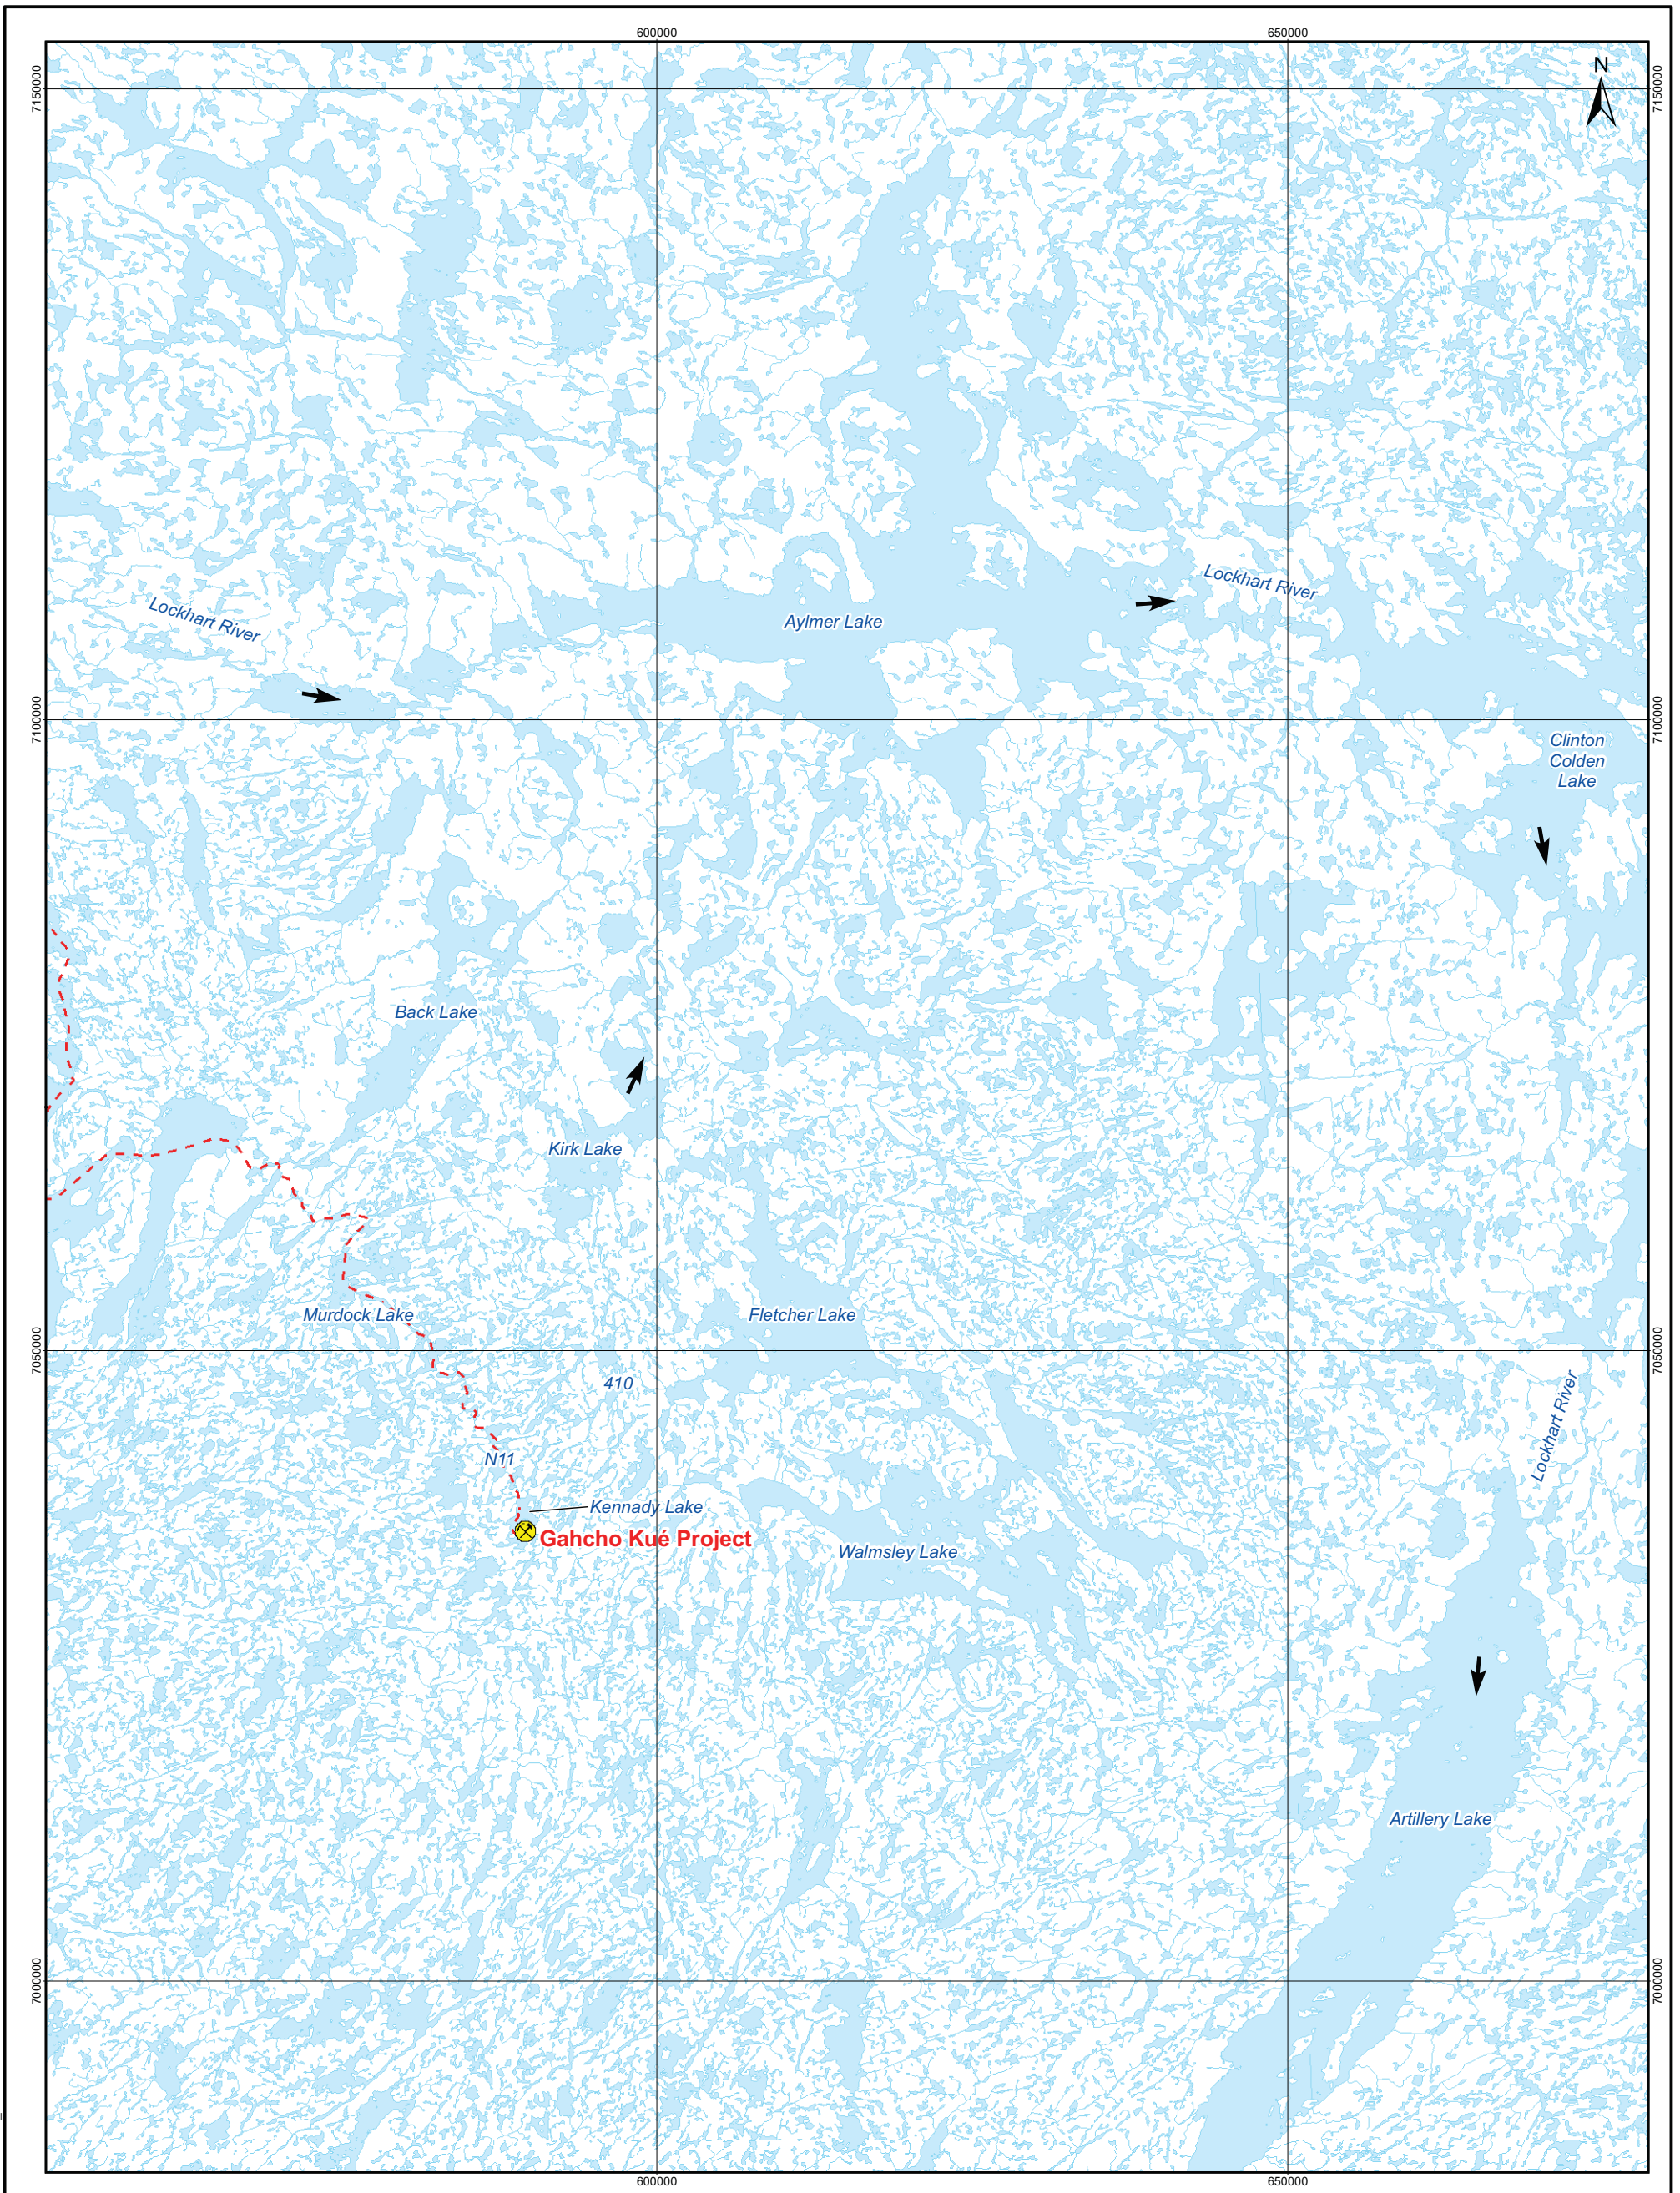 600000
650000
N
7150000
7150000
Lockhart River
Lockhart River
Aylmer Lake
7100000
7100000
Clinton
Colden
Lake
Back Lake
Kirk Lake
Murdock Lake
Fletcher Lake
7050000
7050000
410
Lockhart River
N11
Kennady Lake
Gahcho Kué Project
Walmsley Lake
Artillery Lake
7000000
7000000
600000
650000